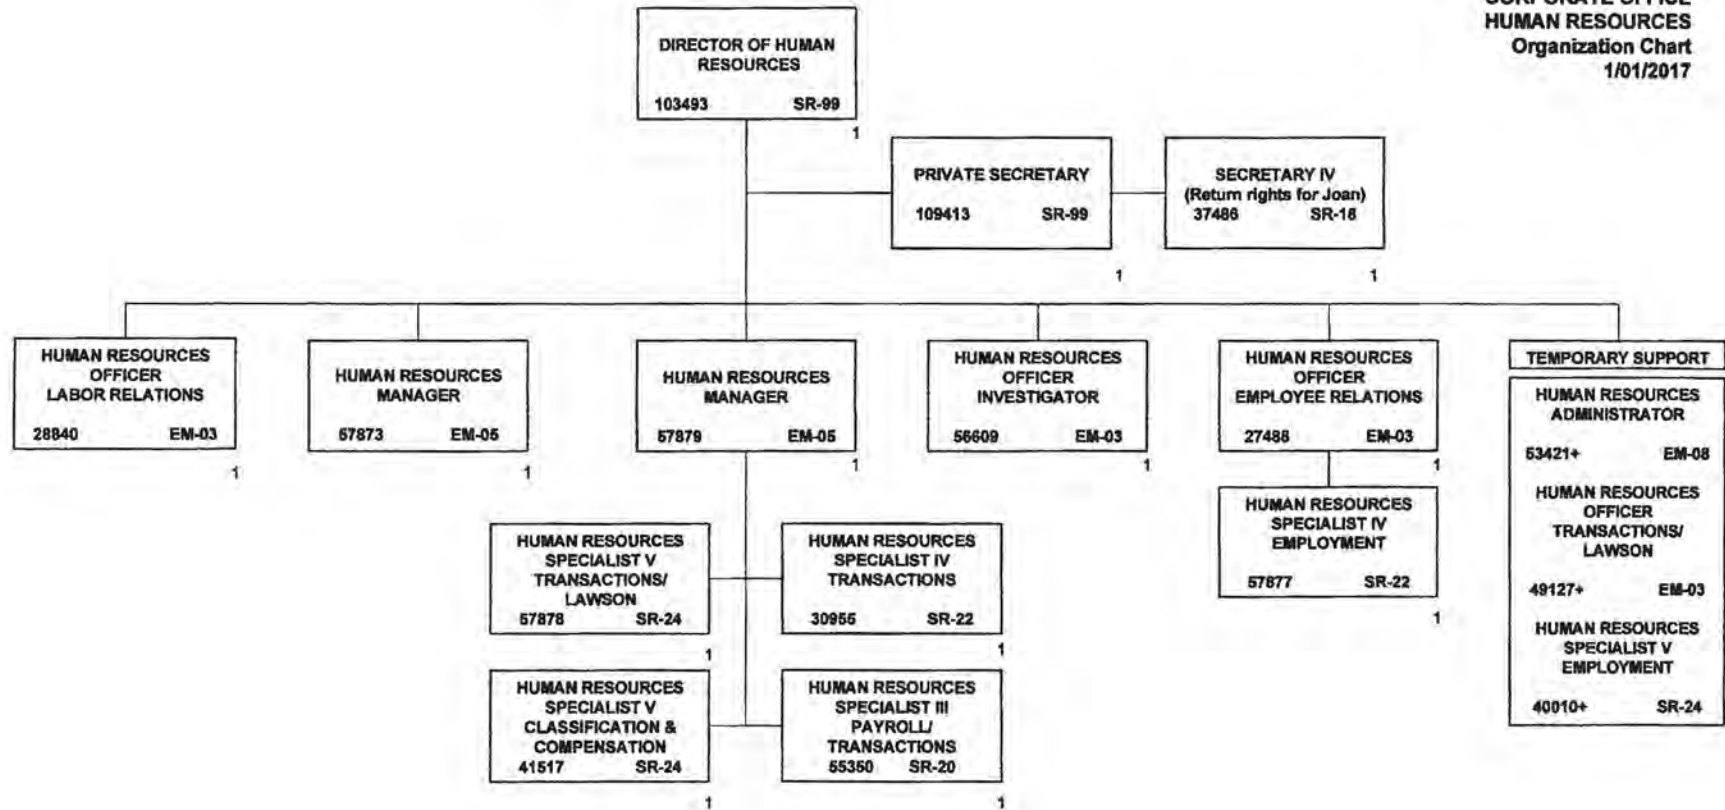 CORPORATE OFFICE
HUMAN RESOURCES
Organization Chart
1/01/2017
DIRECTOR OF HUMAN
RESOURCES
103493 SR-99
1
PRIVATE SECRETARY
109413 SR-99
1
SECRETARY IV
(Return rights for Joan)
37486 SR-18
1
HUMAN RESOURCES
OFFICER
LABOR RELATIONS
28840 EM-03
1
HUMAN RESOURCES
MANAGER
57873 EM-05
1
HUMAN RESOURCES
MANAGER
57879 EM-05
1
HUMAN RESOURCES
OFFICER
INVESTIGATOR
56609 EM-03
1
HUMAN RESOURCES
OFFICER
EMPLOYEE RELATIONS
27488 EM-03
1
TEMPORARY SUPPORT
HUMAN RESOURCES
ADMINISTRATOR
53421+ EM-08
HUMAN RESOURCES
OFFICER
TRANSACTIONS/
LAWSON
49127+ EM-03
HUMAN RESOURCES
SPECIALIST V
EMPLOYMENT
40010+ SR-24
HUMAN RESOURCES
SPECIALIST IV
EMPLOYMENT
57877 SR-22
1
HUMAN RESOURCES
SPECIALIST V
TRANSACTIONS/
LAWSON
57878 SR-24
1
HUMAN RESOURCES
SPECIALIST IV
TRANSACTIONS
30955 SR-22
1
HUMAN RESOURCES
SPECIALIST V
CLASSIFICATION &
COMPENSATION
41517 SR-24
1
HUMAN RESOURCES
SPECIALIST III
PAYROLL/
TRANSACTIONS
55350 SR-20
1